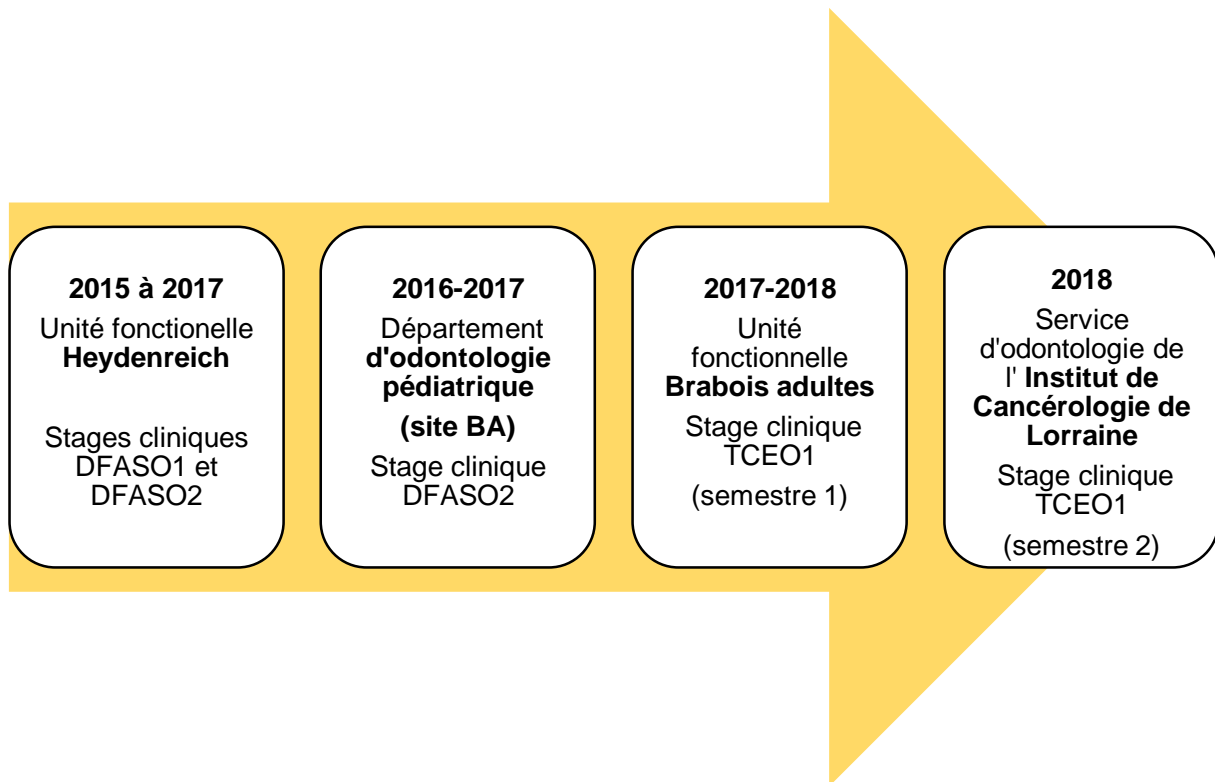 2015 à 2017
Unité fonctionelle
Heydenreich
Stages cliniques
DFASO1 et
DFASO2
2016-2017
Département
d'odontologie
pédiatrique
(site BA)
Stage clinique
DFASO2
2017-2018
Unité
fonctionnelle
Brabois adultes
Stage clinique
TCEO1
(semestre 1)
2018
Service
d'odontologie de
l' Institut de
Cancérologie de
Lorraine
Stage clinique
TCEO1
(semestre 2)